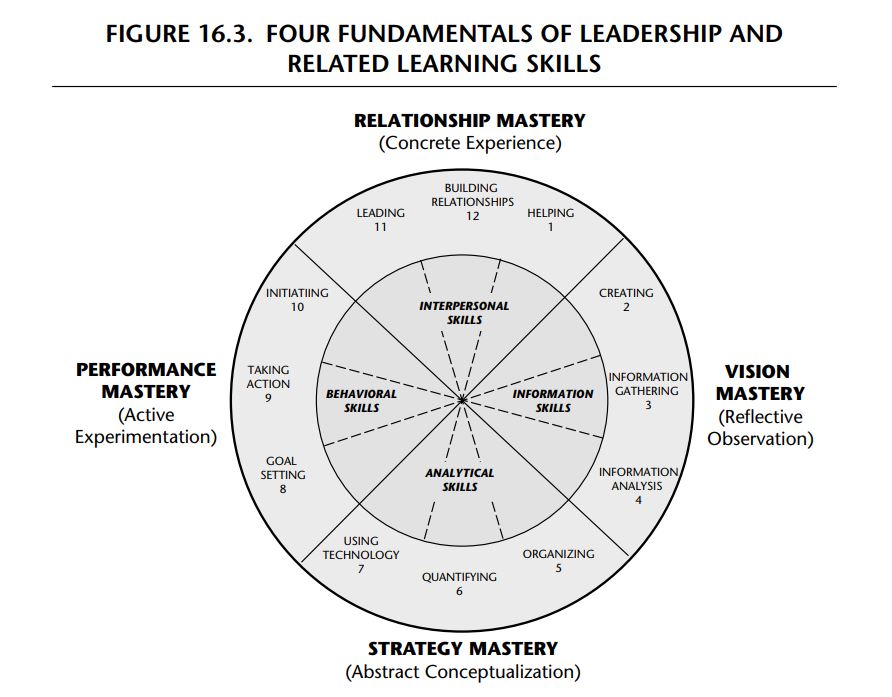 FIGURE 16.3. FOUR FUNDAMENTALS OF LEADERSHIP AND
RELATED LEARNING SKILLS
RELATIONSHIP MASTERY
(Concrete Experience)
BUILDING
RELATIONSHIPS
12
LEADING
11
HELPING
1
INITIATIING
10
CREATING
2
INTERPERSONAL
SKILLS
PERFORMANCE
MASTERY
(Active
Experimentation)
TAKING
ACTION
9
BEHAVIORAL
SKILLS
INFORMATION
SKILLS
INFORMATION
GATHERING
3
VISION
MASTERY
(Reflective
Observation)
GOAL
SETTING
8
ANALYTICAL
SKILLS
INFORMATION
ANALYSIS
4
USING
TECHNOLOGY
7
QUANTIFYING
6
ORGANIZING
5
STRATEGY MASTERY
(Abstract Conceptualization)